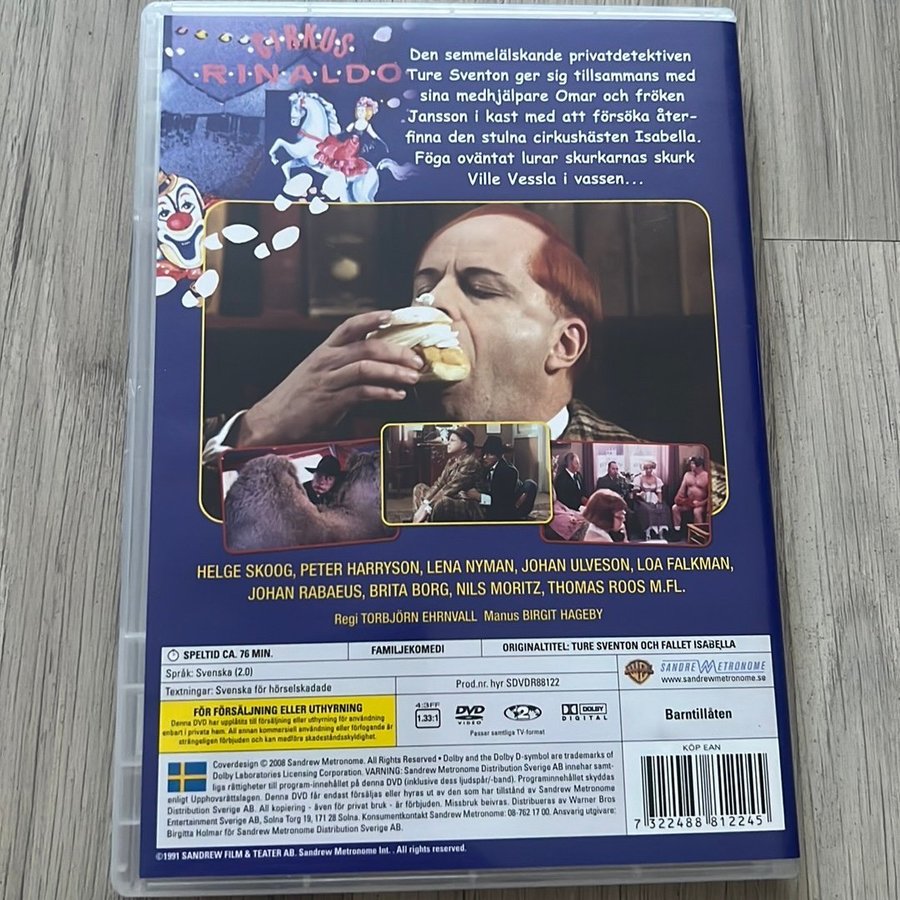 CIRKUS
R·I·N·A·L·D·O
Den semmelälskande privatdetektiven
Ture Sventon ger sig tillsammans med
sina medhjälpare Omar och fröken
Jansson i kast med att försöka åter-
finna den stulna cirkushästen Isabella.
Föga oväntat lurar skurkarnas skurk
Ville Vessla i vassen...
HELGE SKOOG, PETER HARRYSON, LENA NYMAN, JOHAN ULVESON, LOA FALKMAN,
JOHAN RABAEUS, BRITA BORG, NILS MORITZ, THOMAS ROOS M.FL.
Regi TORBJÖRN EHRNVALL Manus BIRGIT HAGEBY
SPELTID CA. 76 MIN. FAMILJEKOMEDI ORIGINALTITEL: TURE SVENTON OCH FALLET ISABELLA
Språk: Svenska (2.0)
Textningar: Svenska för hörselskadade
Prod.nr. hyr SDVDR88122
SANDREW METRONOME
www.sandrewmetronome.se
FÖR FÖRSÄLJNING ELLER UTHYRNING
Denna DVD har upplåtits till försäljning eller uthyrning för användning
enbart i privata hem. All annan kommersiell användning eller förfogande är
strängeligen förbjuden och kan medföra skadeståndsskyldighet.
4:3FF
1.33:1
DVD
VIDEO
2
DOLBY
DIGITAL
Passar samtliga TV-format
Barntillåten
Coverdesign © 2008 Sandrew Metronome. All Rights Reserved • Dolby and the Dolby D-symbol are trademarks of
Dolby Laboratories Licensing Corporation. VARNING: Sandrew Metronome Distribution Sverige AB innehar samt-
liga rättigheter till program-innehållet på denna DVD (inklusive dess ljudspår/-band). Programinnehållet skyddas
enligt Upphovsrättslagen. Denna DVD får endast försäljas eller hyras ut av den som har tillstånd av Sandrew Metronome
Distribution Sverige AB. All kopiering - även för privat bruk - är förbjuden. Missbruk beivras. Distribueras av Warner Bros
Entertainment Sverige AB, Solna Torg 19, 171 28 Solna. Konsumentkontakt Sandrew Metronome: 08-762 17 00. Ansvarig utgivare:
Birgitta Holmar för Sandrew Metronome Distribution Sverige AB.
KÖP EAN
7 322488 812245
©1991 SANDREW FILM & TEATER AB. Sandrew Metronome Int. . All rights reserved.